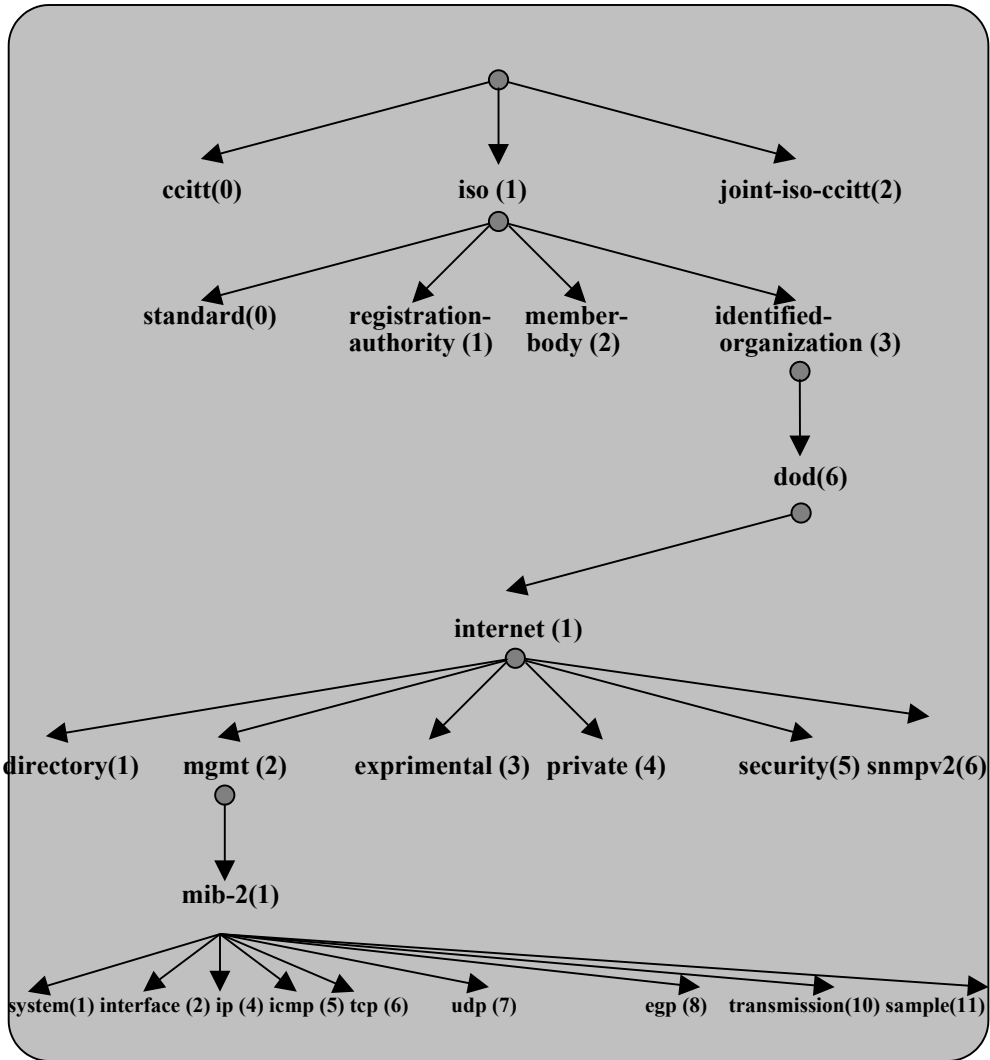 ccitt(0) iso (1) joint-iso-ccitt(2)
standard(0) registration- member- identified-
authority (1) body (2) organization (3)
dod(6)
internet (1)
directory(1) mgmt (2) exprimental (3) private (4) security(5) snmpv2(6)
mib-2(1)
system(1) interface (2) ip (4) icmp (5) tcp (6) udp (7) egp (8) transmission(10) sample(11)